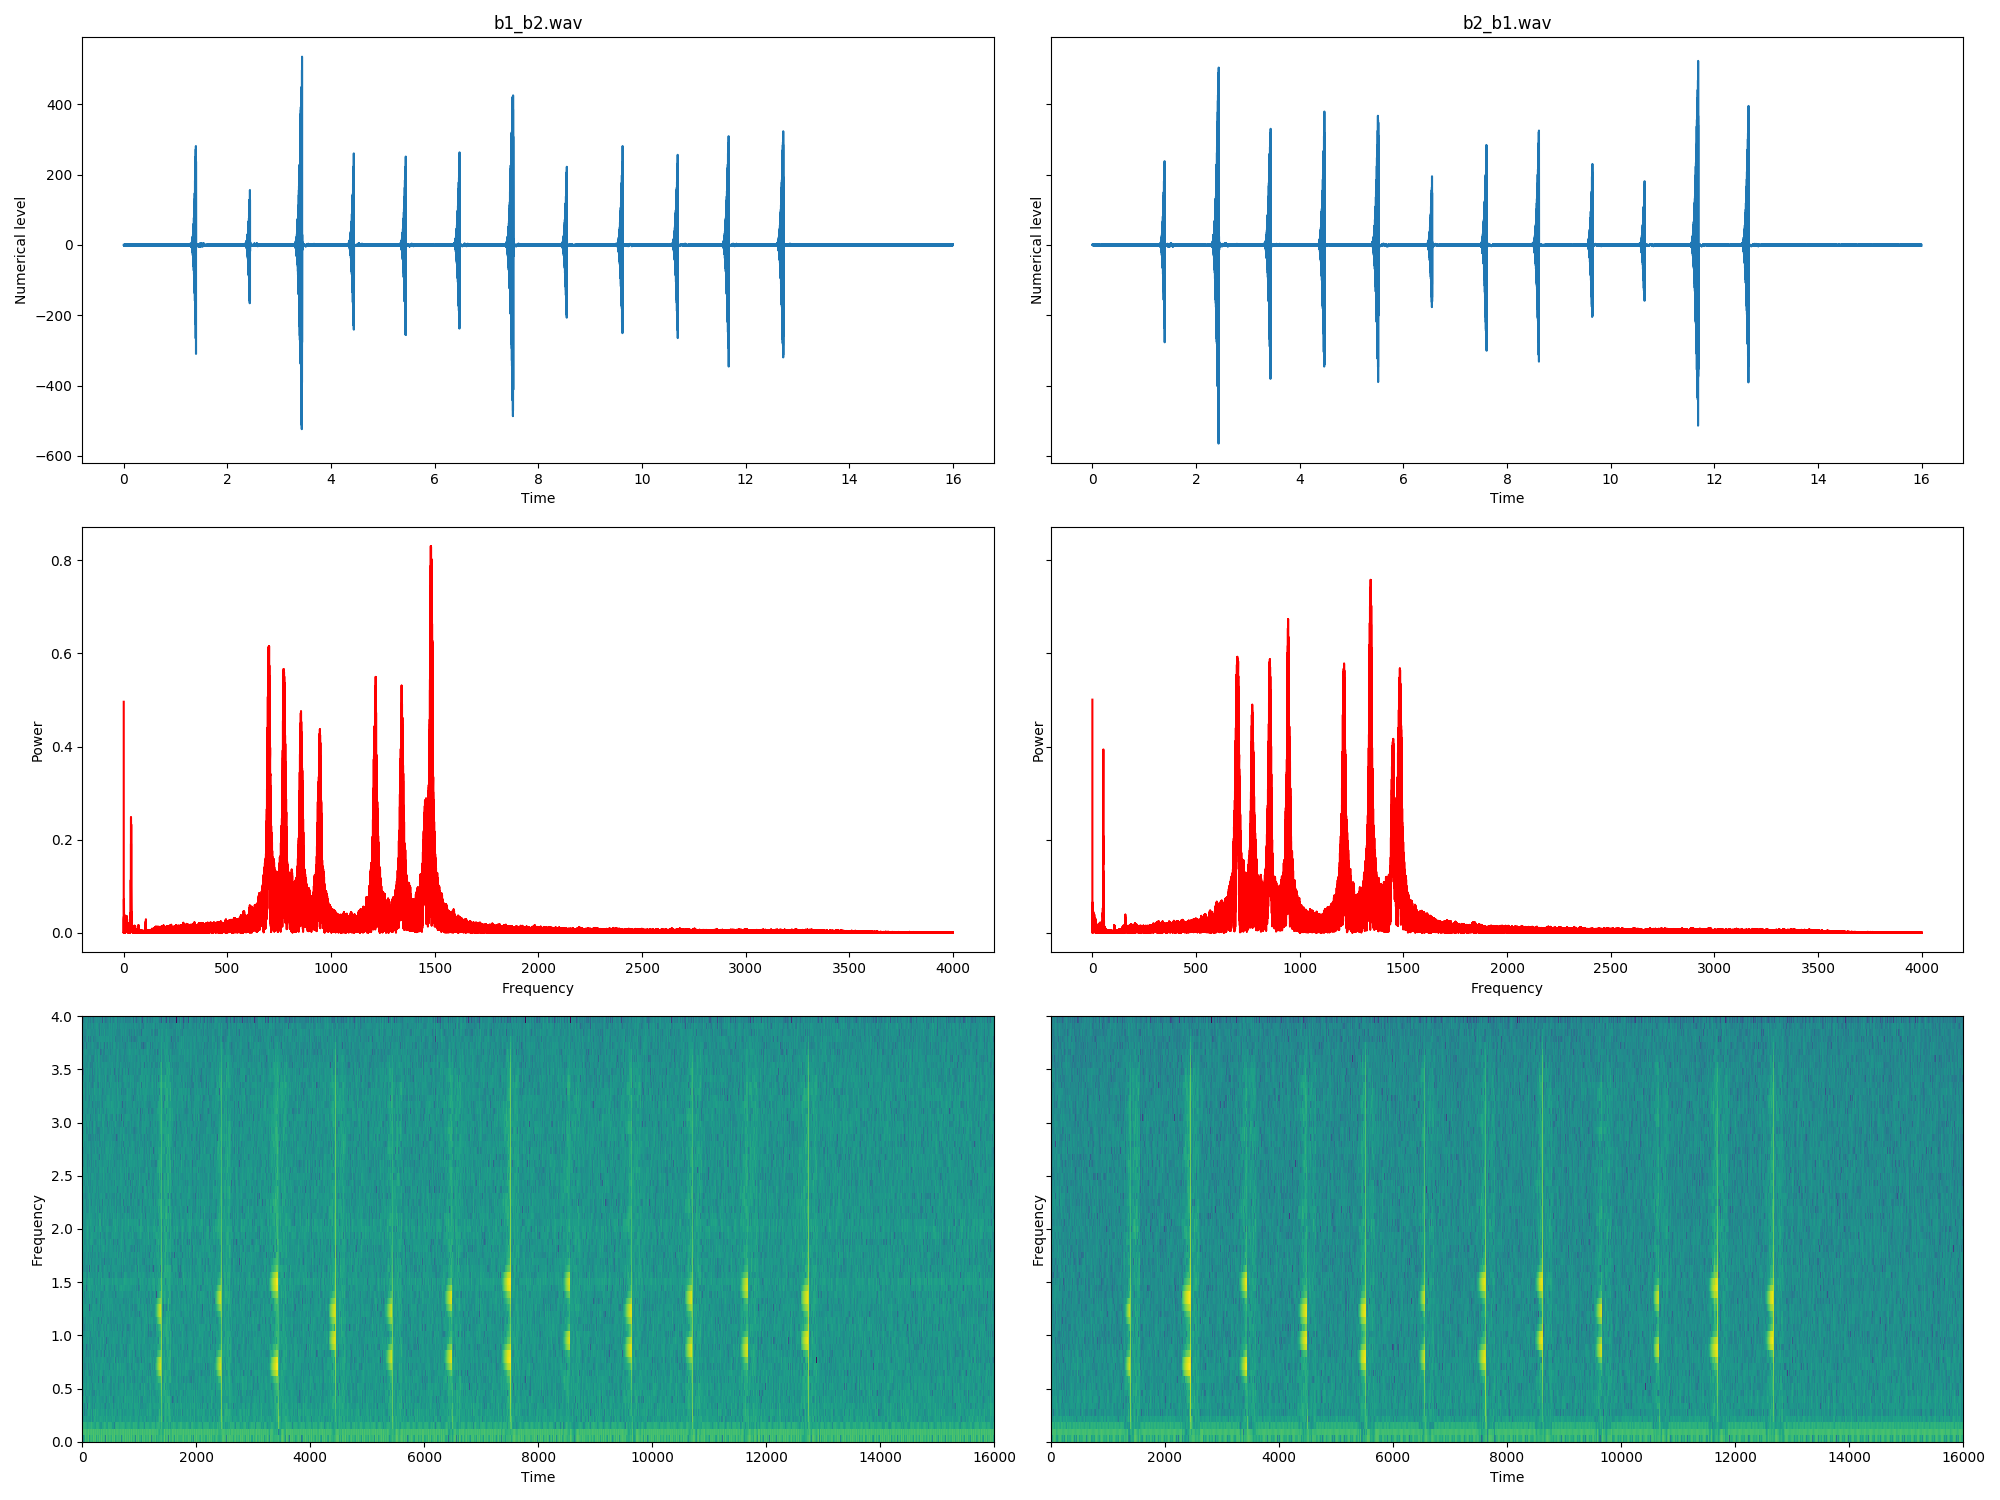 b1_b2.wav
b2_b1.wav
Numerical level
400
200
0
−200
−400
−600
0 2 4 6 8 10 12 14 16
Time
Numerical level
0 2 4 6 8 10 12 14 16
Time
Power
0.8
0.6
0.4
0.2
0.0
0 500 1000 1500 2000 2500 3000 3500 4000
Frequency
Power
0 500 1000 1500 2000 2500 3000 3500 4000
Frequency
Frequency
4.0
3.5
3.0
2.5
2.0
1.5
1.0
0.5
0.0
0 2000 4000 6000 8000 10000 12000 14000 16000
Time
Frequency
0 2000 4000 6000 8000 10000 12000 14000 16000
Time